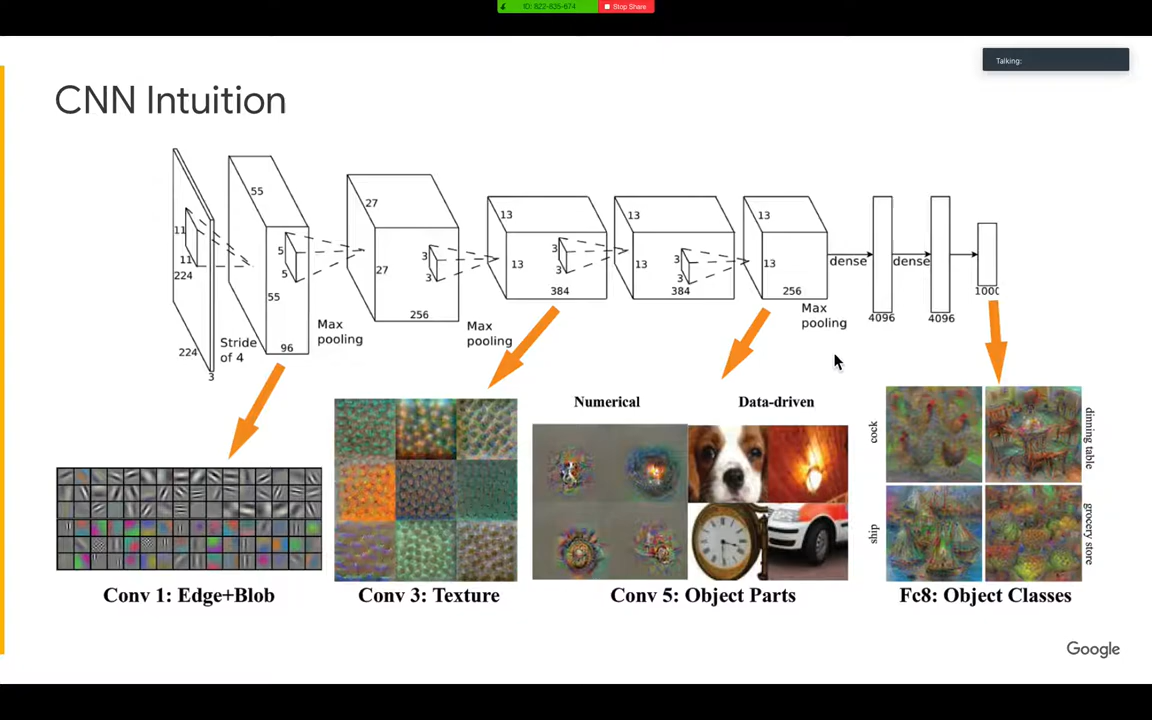 ID: 822-835-674
Stop Share
Talking:
CNN Intuition
55
27
13
13
13
11
5
3
3
3
11
5
27
3
13
3
13
3
13
dense
dense
224
55
384
384
256
1000
256
4096
4096
Max
pooling
Max
pooling
Max
pooling
Stride
of 4
224
96
3
Numerical
Data-driven
cock
dinning table
ship
grocery store
Conv 1: Edge+Blob
Conv 3: Texture
Conv 5: Object Parts
Fc8: Object Classes
Google